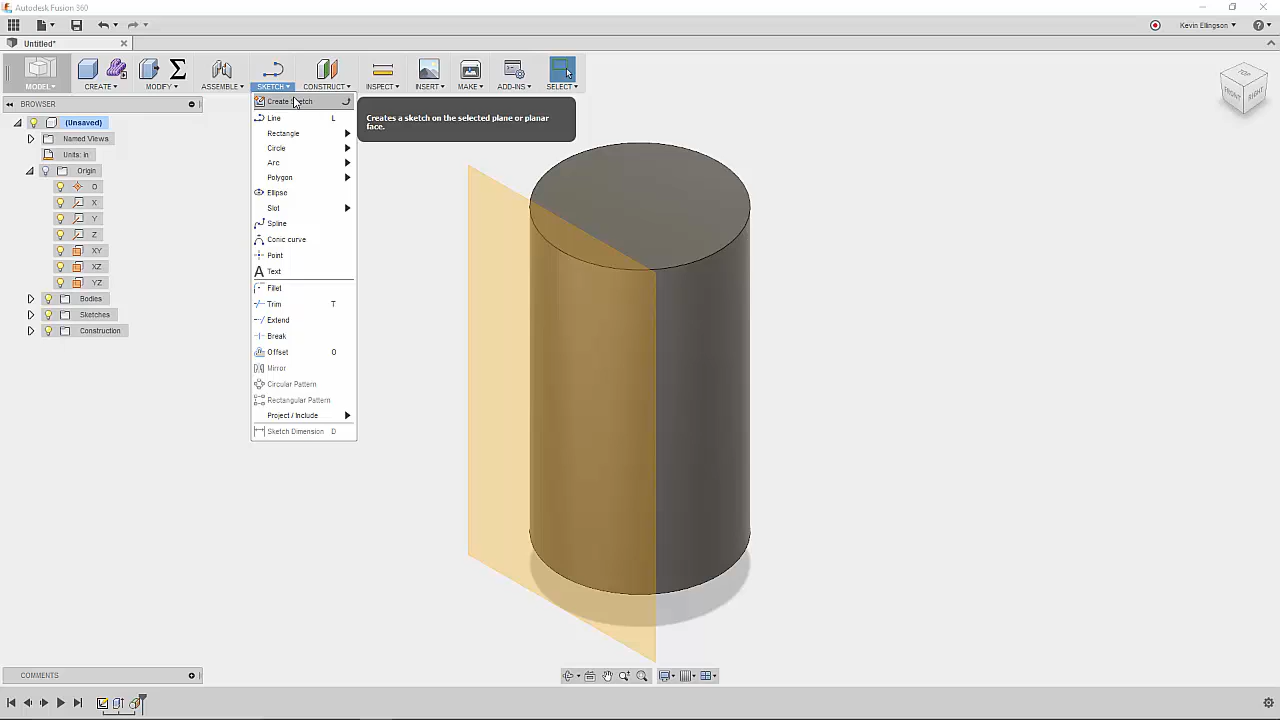 Autodesk Fusion 360
Kevin Ellingson
Untitled*
MODEL
CREATE
MODIFY
ASSEMBLE
SKETCH
CONSTRUCT
INSPECT
INSERT
MAKE
ADD-INS
SELECT
BROWSER
(Unsaved)
Named Views
Units: in
Origin
O
X
Y
Z
XY
XZ
YZ
Bodies
Sketches
Construction
Create Sketch
Line L
Rectangle
Circle
Arc
Polygon
Ellipse
Slot
Spline
Conic curve
Point
Text
Fillet
Trim T
Extend
Break
Offset O
Mirror
Circular Pattern
Rectangular Pattern
Project / Include
Sketch Dimension D
Creates a sketch on the selected plane or planar
face.
TOP
FRONT
RIGHT
COMMENTS